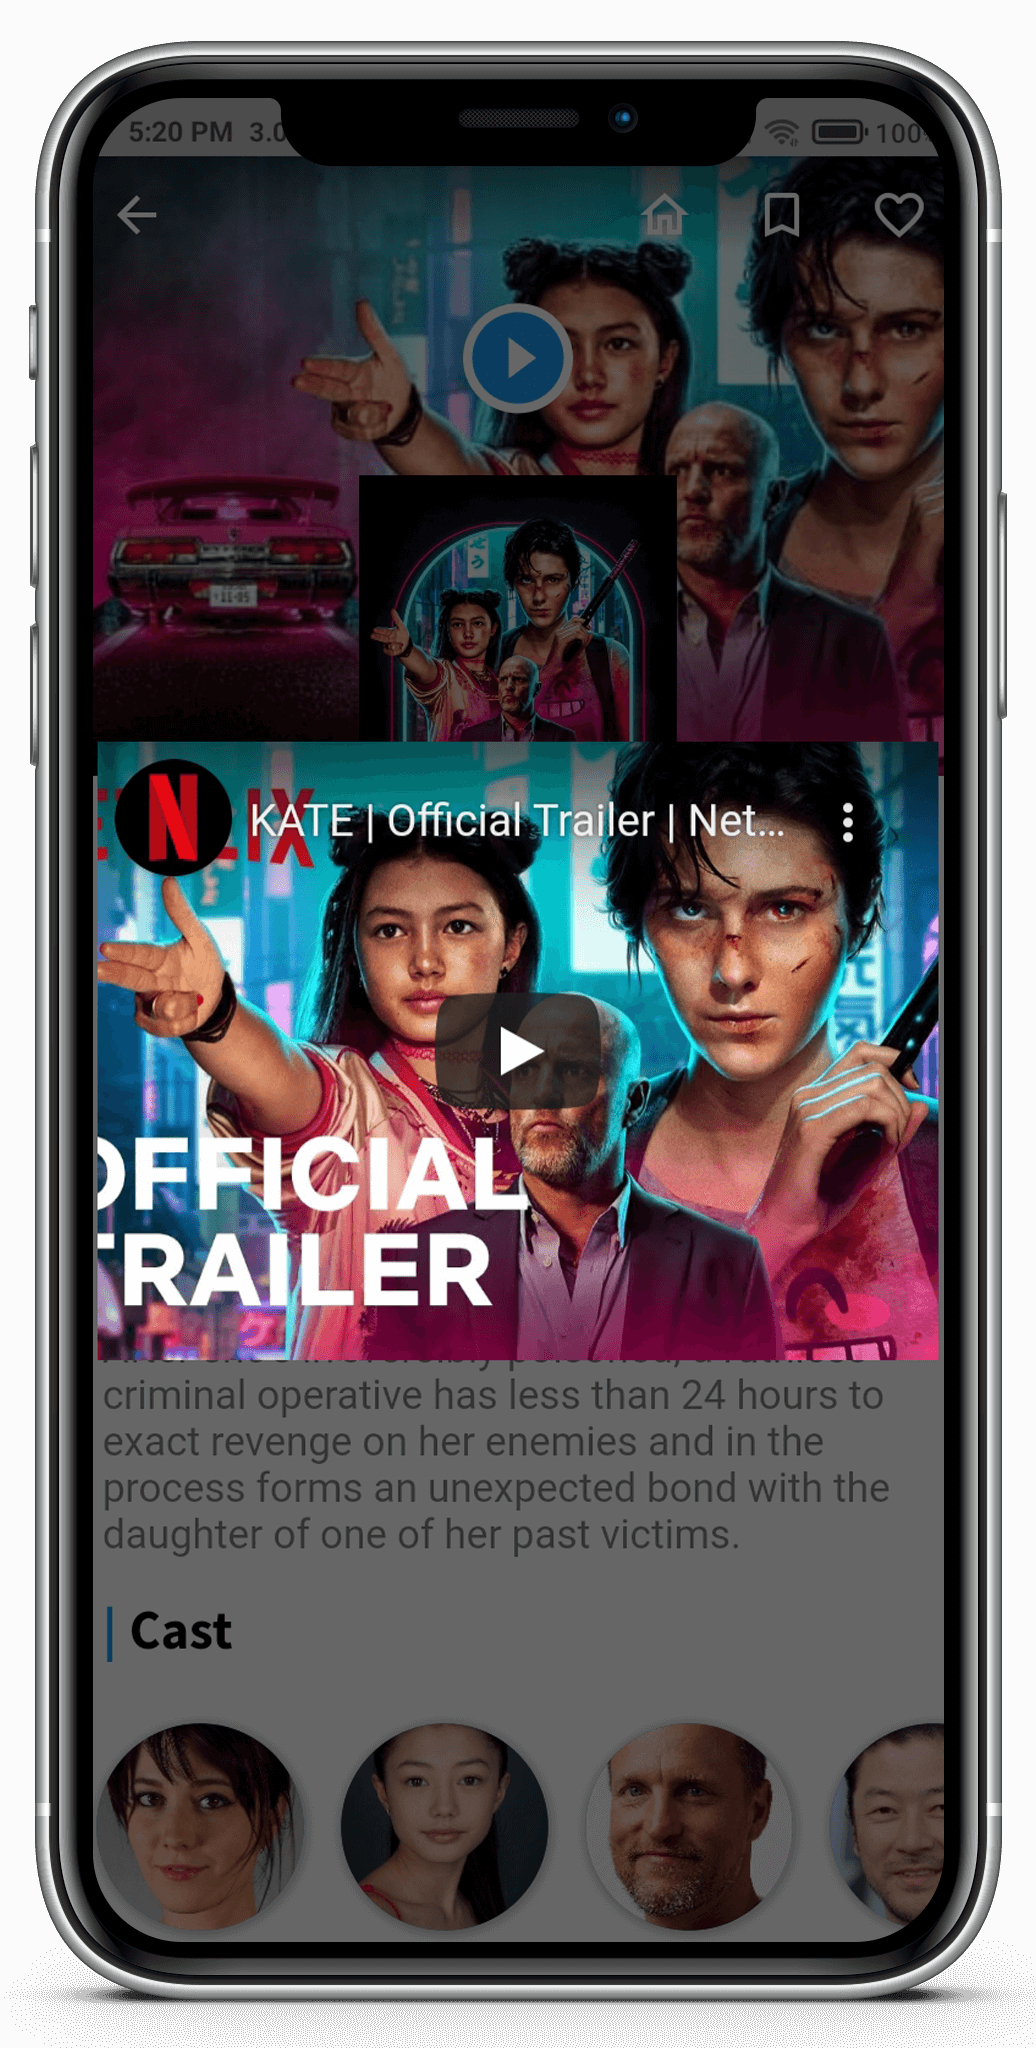 5:20 PM 3.0
100
NETFLIX
N
KATE | Official Trailer | Net...
OFFICIAL
TRAILER
criminal operative has less than 24 hours to
exact revenge on her enemies and in the
process forms an unexpected bond with the
daughter of one of her past victims.
Cast